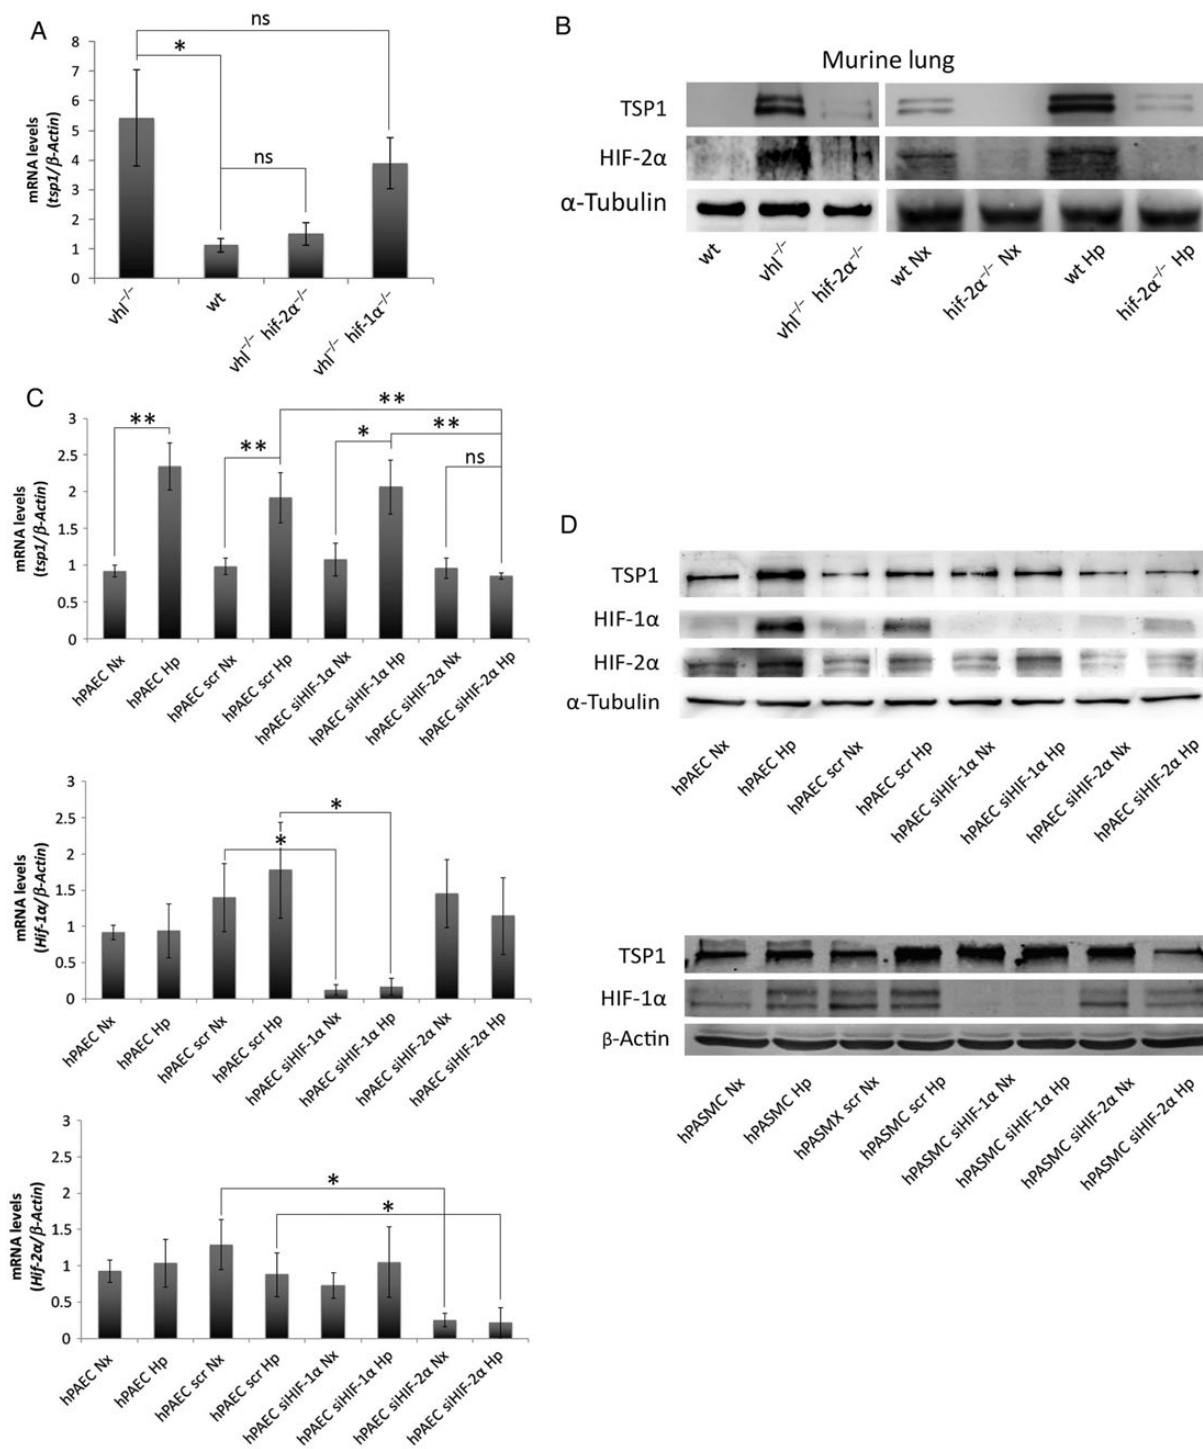 A
ns
*
ns
8
7
6
5
4
3
2
1
0
mRNA levels
(tsp1/β-Actin)
vhl⁻/⁻
wt
vhl⁻/⁻ hif-2α⁻/⁻
vhl⁻/⁻ hif-1α⁻/⁻
B
Murine lung
TSP1
HIF-2α
α-Tubulin
wt
vhl⁻/⁻
vhl⁻/⁻ hif-2α⁻/⁻
wt Nx
hif-2α⁻/⁻ Nx
wt Hp
hif-2α⁻/⁻ Hp
C
**
**
**
*
**
ns
3
2.5
2
1.5
1
0.5
0
mRNA levels
(tsp1/β-Actin)
hPAEC Nx
hPAEC Hp
hPAEC scr Nx
hPAEC scr Hp
hPAEC siHIF-1α Nx
hPAEC siHIF-1α Hp
hPAEC siHIF-2α Nx
hPAEC siHIF-2α Hp
*
*
3
2.5
2
1.5
1
0.5
0
mRNA levels
(Hif-1α/β-Actin)
hPAEC Nx
hPAEC Hp
hPAEC scr Nx
hPAEC scr Hp
hPAEC siHIF-1α Nx
hPAEC siHIF-1α Hp
hPAEC siHIF-2α Nx
hPAEC siHIF-2α Hp
*
*
3
2.5
2
1.5
1
0.5
0
mRNA levels
(Hif-2α/β-Actin)
hPAEC Nx
hPAEC Hp
hPAEC scr Nx
hPAEC scr Hp
hPAEC siHIF-1α Nx
hPAEC siHIF-1α Hp
hPAEC siHIF-2α Nx
hPAEC siHIF-2α Hp
D
TSP1
HIF-1α
HIF-2α
α-Tubulin
hPAEC Nx
hPAEC Hp
hPAEC scr Nx
hPAEC scr Hp
hPAEC siHIF-1α Nx
hPAEC siHIF-1α Hp
hPAEC siHIF-2α Nx
hPAEC siHIF-2α Hp
TSP1
HIF-1α
β-Actin
hPASMC Nx
hPASMC Hp
hPASMX scr Nx
hPASMC scr Hp
hPASMC siHIF-1α Nx
hPASMC siHIF-1α Hp
hPASMC siHIF-2α Nx
hPASMC siHIF-2α Hp